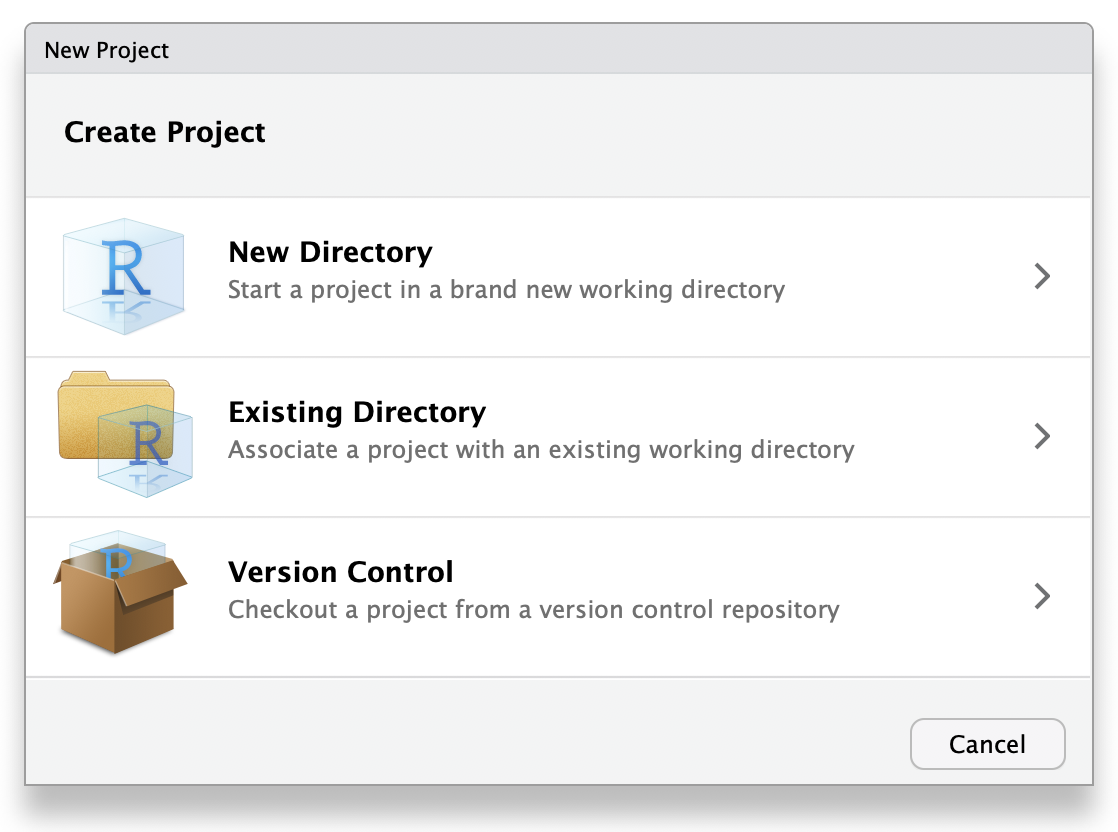 New Project
Create Project
R
New Directory
Start a project in a brand new working directory
R
Existing Directory
Associate a project with an existing working directory
R
Version Control
Checkout a project from a version control repository
Cancel